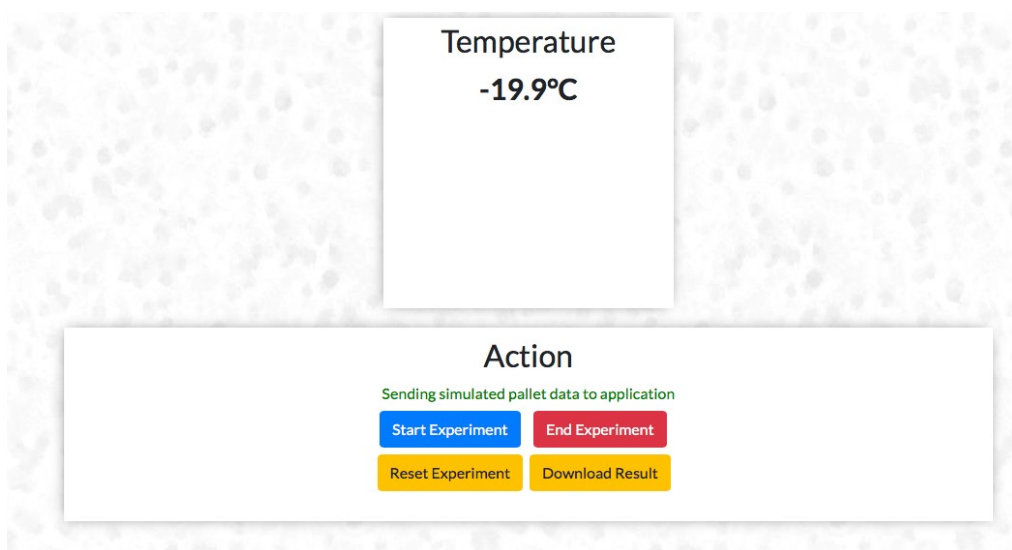 Temperature
-19.9°C
Action
Sending simulated pallet data to application
Start Experiment End Experiment
Reset Experiment Download Result